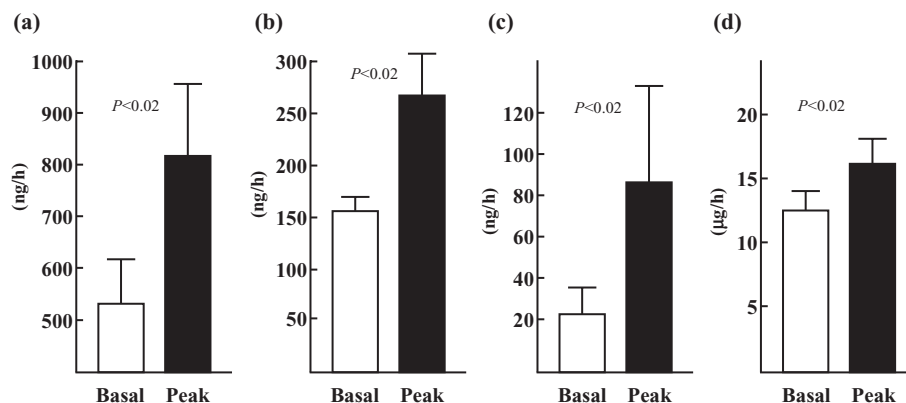 (a)
1000
900
800
700
600
500
(ng/h)
P<0.02
Basal Peak
(b)
300
250
200
150
100
50
(ng/h)
P<0.02
Basal Peak
(c)
120
100
80
60
40
20
(ng/h)
P<0.02
Basal Peak
(d)
20
15
10
5
(µg/h)
P<0.02
Basal Peak